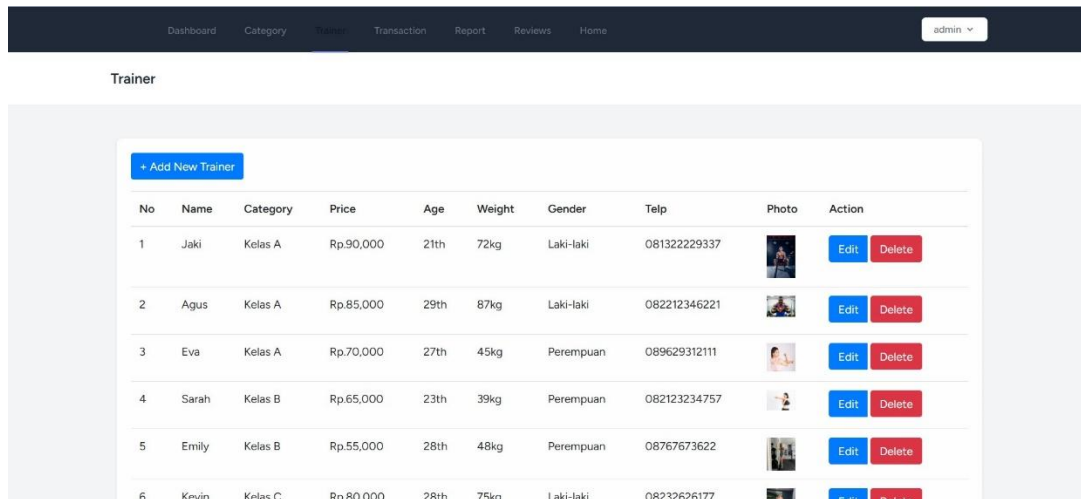 Dashboard Category Trainer Transaction Report Reviews Home admin
Trainer
+ Add New Trainer
No Name Category Price Age Weight Gender Telp Photo Action
1 Jaki Kelas A Rp.90,000 21th 72kg Laki-laki 081322229337 Edit Delete
2 Agus Kelas A Rp.85,000 29th 87kg Laki-laki 082212346221 Edit Delete
3 Eva Kelas A Rp.70,000 27th 45kg Perempuan 089629312111 Edit Delete
4 Sarah Kelas B Rp.65,000 23th 39kg Perempuan 082123234757 Edit Delete
5 Emily Kelas B Rp.55,000 28th 48kg Perempuan 08767673622 Edit Delete
6 Kevin Kelas C Rp.80,000 28th 75kg Laki-laki 08232626177 Edit Delete